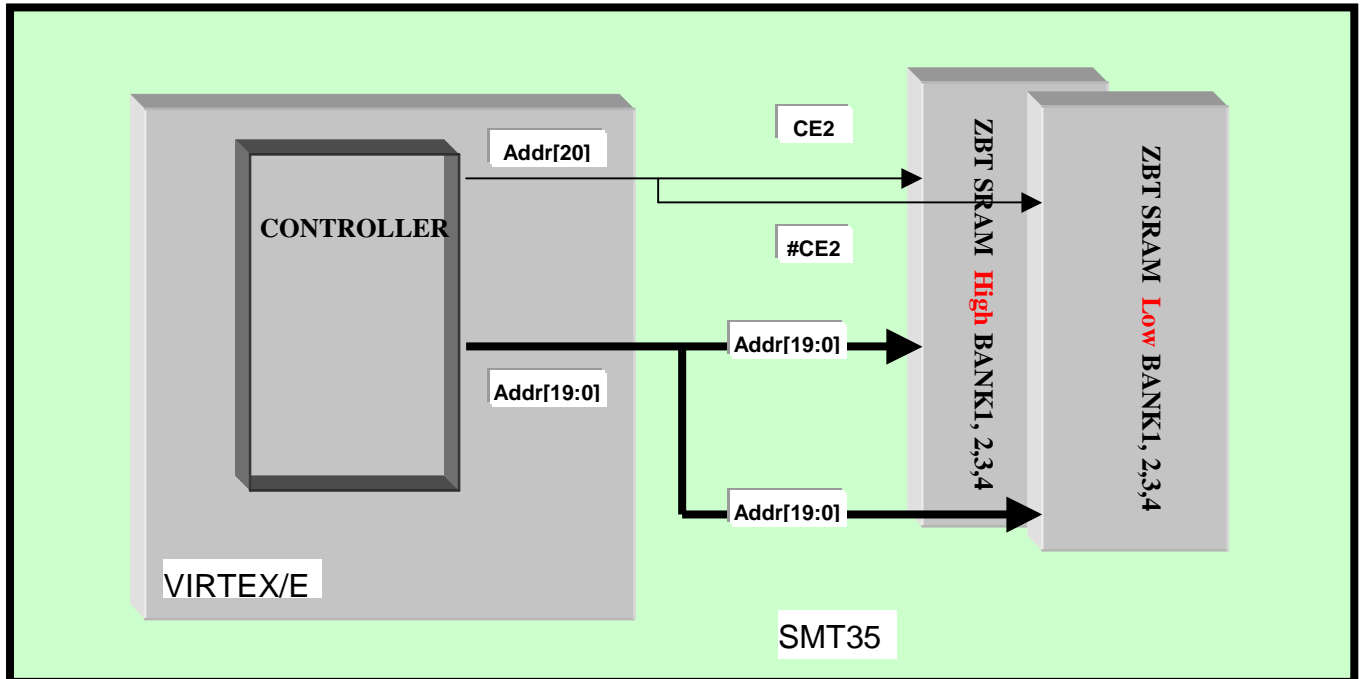 CE2
Addr[20]
CONTROLLER
#CE2
Addr[19:0]
Addr[19:0]
Addr[19:0]
ZBT SRAM High BANK1, 2,3,4
ZBT SRAM Low BANK1, 2,3,4
VIRTEX/E
SMT35